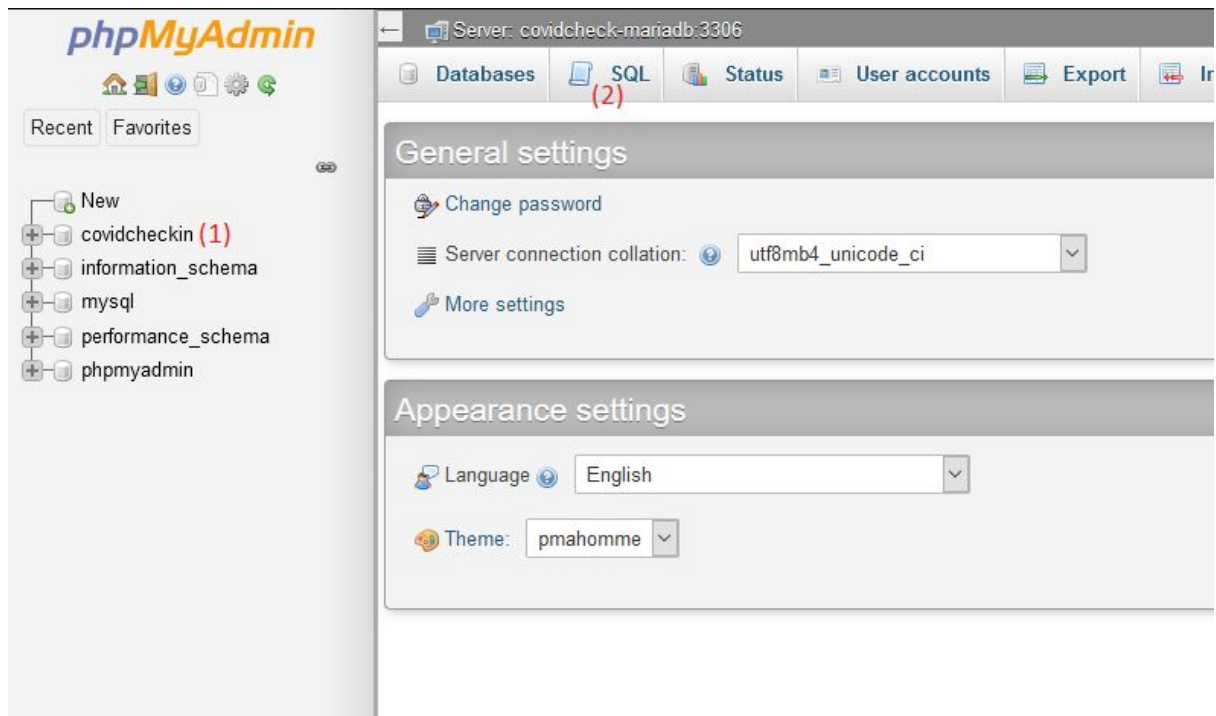 phpMyAdmin
Recent Favorites
New
covidcheckin (1)
information_schema
mysql
performance_schema
phpmyadmin
Server: covidcheck-mariadb:3306
Databases SQL Status User accounts Export
(2)
General settings
Change password
Server connection collation: utf8mb4_unicode_ci
More settings
Appearance settings
Language English
Theme: pmahomme